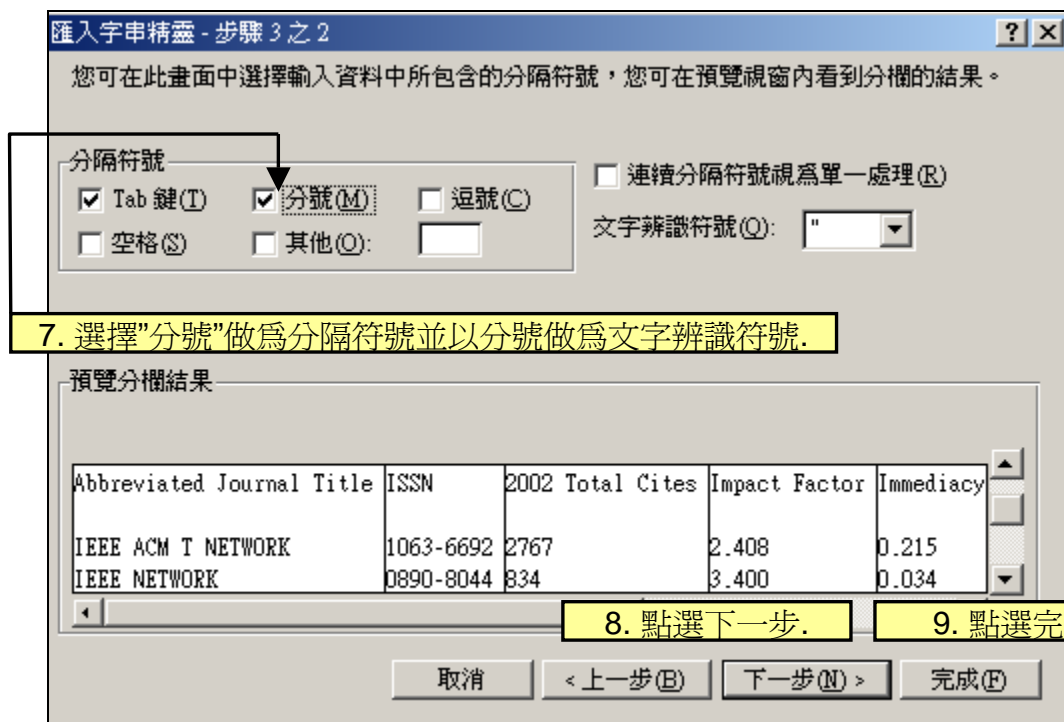 匯入字串精靈 - 步驟 3 之 2
您可在此畫面中選擇輸入資料中所包含的分隔符號，您可在預覽視窗內看到分欄的結果。
分隔符號
Tab 鍵(T) 分號(M) 逗號(C)
空格(S) 其他(O):
連續分隔符號視為單一處理(R)
文字辨識符號(Q): "
7. 選擇”分號”做為分隔符號並以分號做為文字辨識符號.
預覽分欄結果
Abbreviated Journal Title ISSN 2002 Total Cites Impact Factor Immediacy
IEEE ACM T NETWORK 1063-6692 2767 2.408 0.215
IEEE NETWORK 0890-8044 834 3.400 0.034
8. 點選下一步. 9. 點選完
取消 <上一步(B) 下一步(N)> 完成(F)